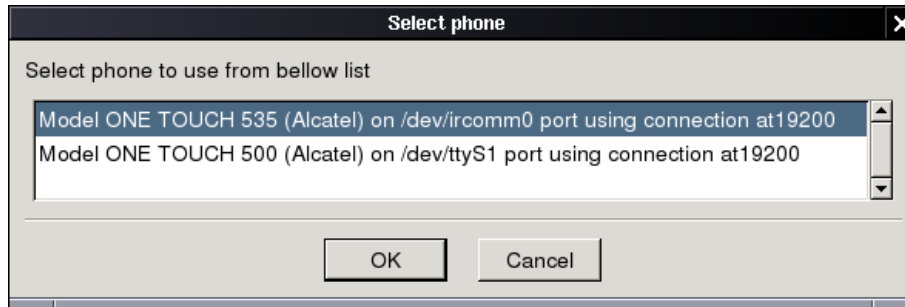 Select phone
Select phone to use from bellow list
Model ONE TOUCH 535 (Alcatel) on /dev/ircomm0 port using connection at19200
Model ONE TOUCH 500 (Alcatel) on /dev/ttyS1 port using connection at19200
OK
Cancel